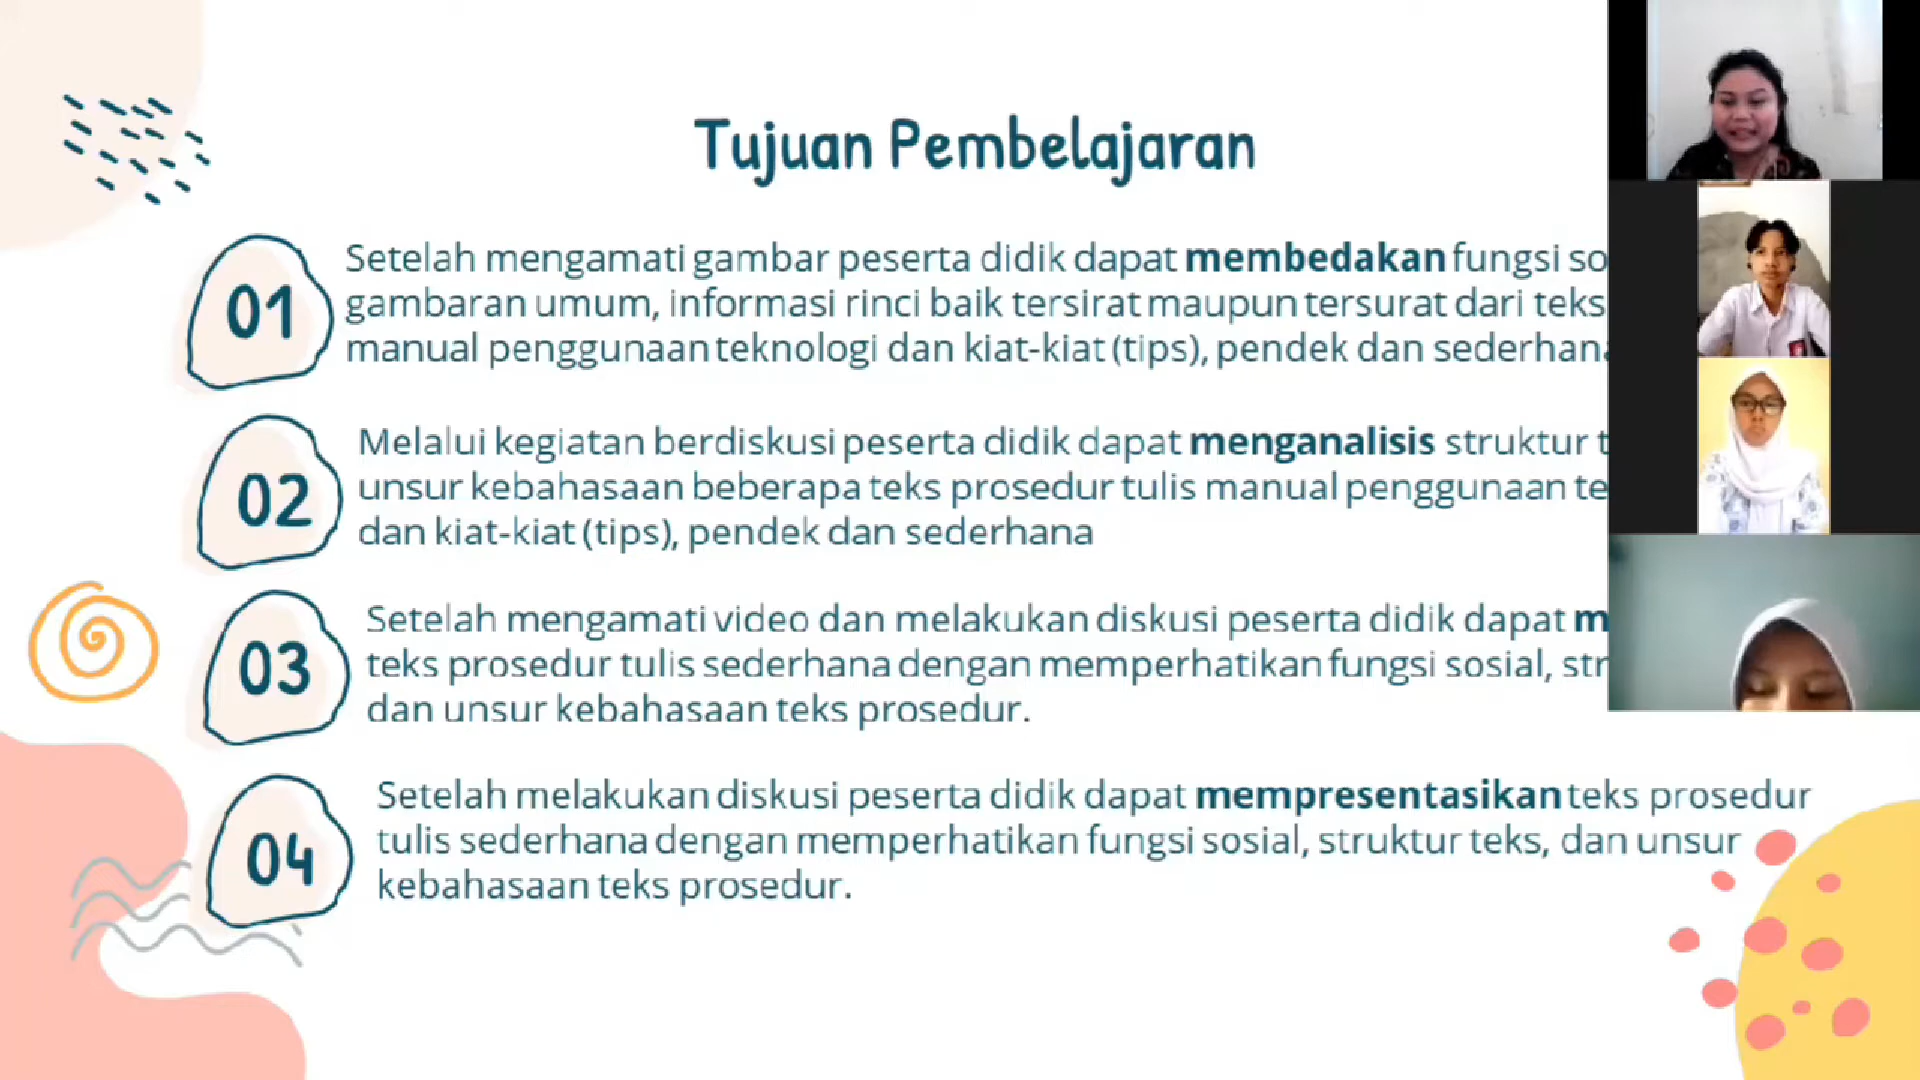 Tujuan Pembelajaran
01
Setelah mengamati gambar peserta didik dapat membedakan fungsi
gambaran umum, informasi rinci baik tersirat maupun tersurat dari teks
manual penggunaan teknologi dan kiat-kiat (tips), pendek dan
02
Melalui kegiatan berdiskusi peserta didik dapat menganalisis struktur
unsur kebahasaan beberapa teks prosedur tulis manual penggunaan
dan kiat-kiat (tips), pendek dan sederhana
03
Setelah mengamati video dan melakukan diskusi peserta didik dapat
teks prosedur tulis sederhana dengan memperhatikan fungsi sosial,
dan unsur kebahasaan teks prosedur.
04
Setelah melakukan diskusi peserta didik dapat mempresentasikan teks prosedur
tulis sederhana dengan memperhatikan fungsi sosial, struktur teks, dan unsur
kebahasaan teks prosedur.